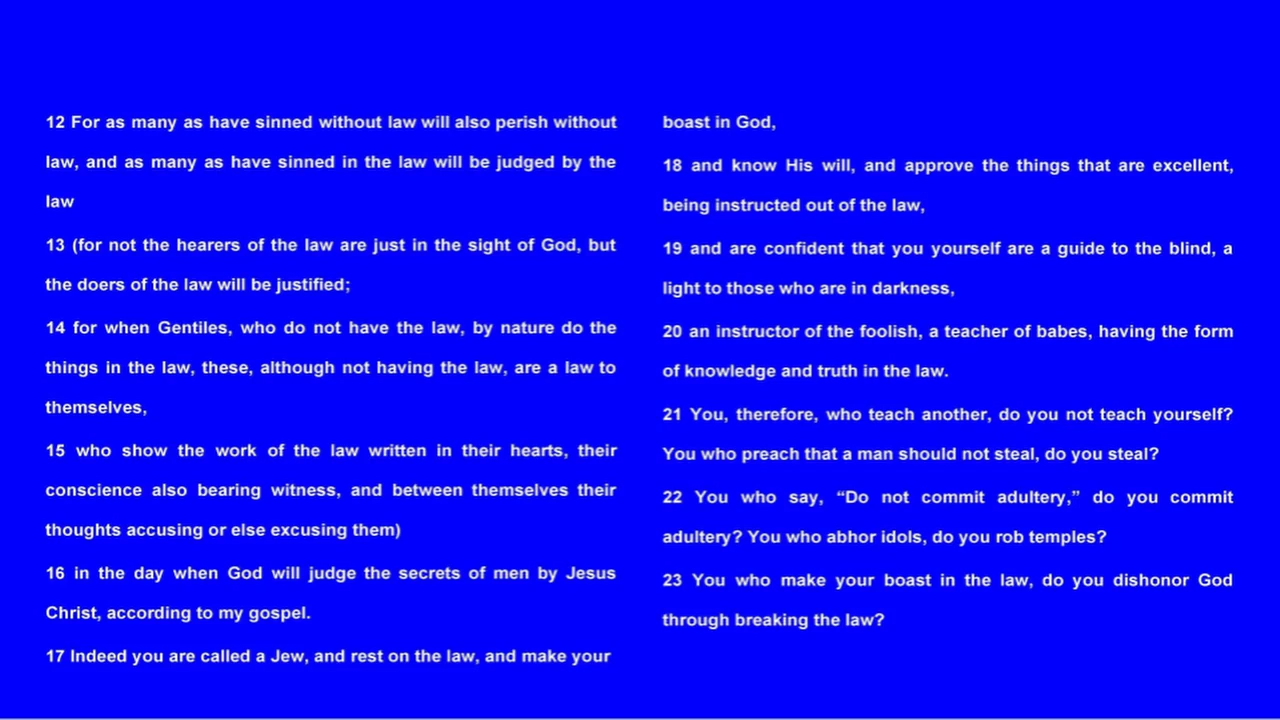 12 For as many as have sinned without law will also perish without
law, and as many as have sinned in the law will be judged by the
law
13 (for not the hearers of the law are just in the sight of God, but
the doers of the law will be justified;
14 for when Gentiles, who do not have the law, by nature do the
things in the law, these, although not having the law, are a law to
themselves,
15 who show the work of the law written in their hearts, their
conscience also bearing witness, and between themselves their
thoughts accusing or else excusing them)
16 in the day when God will judge the secrets of men by Jesus
Christ, according to my gospel.
17 Indeed you are called a Jew, and rest on the law, and make your
boast in God,
18 and know His will, and approve the things that are excellent,
being instructed out of the law,
19 and are confident that you yourself are a guide to the blind, a
light to those who are in darkness,
20 an instructor of the foolish, a teacher of babes, having the form
of knowledge and truth in the law.
21 You, therefore, who teach another, do you not teach yourself?
You who preach that a man should not steal, do you steal?
22 You who say, “Do not commit adultery,” do you commit
adultery? You who abhor idols, do you rob temples?
23 You who make your boast in the law, do you dishonor God
through breaking the law?